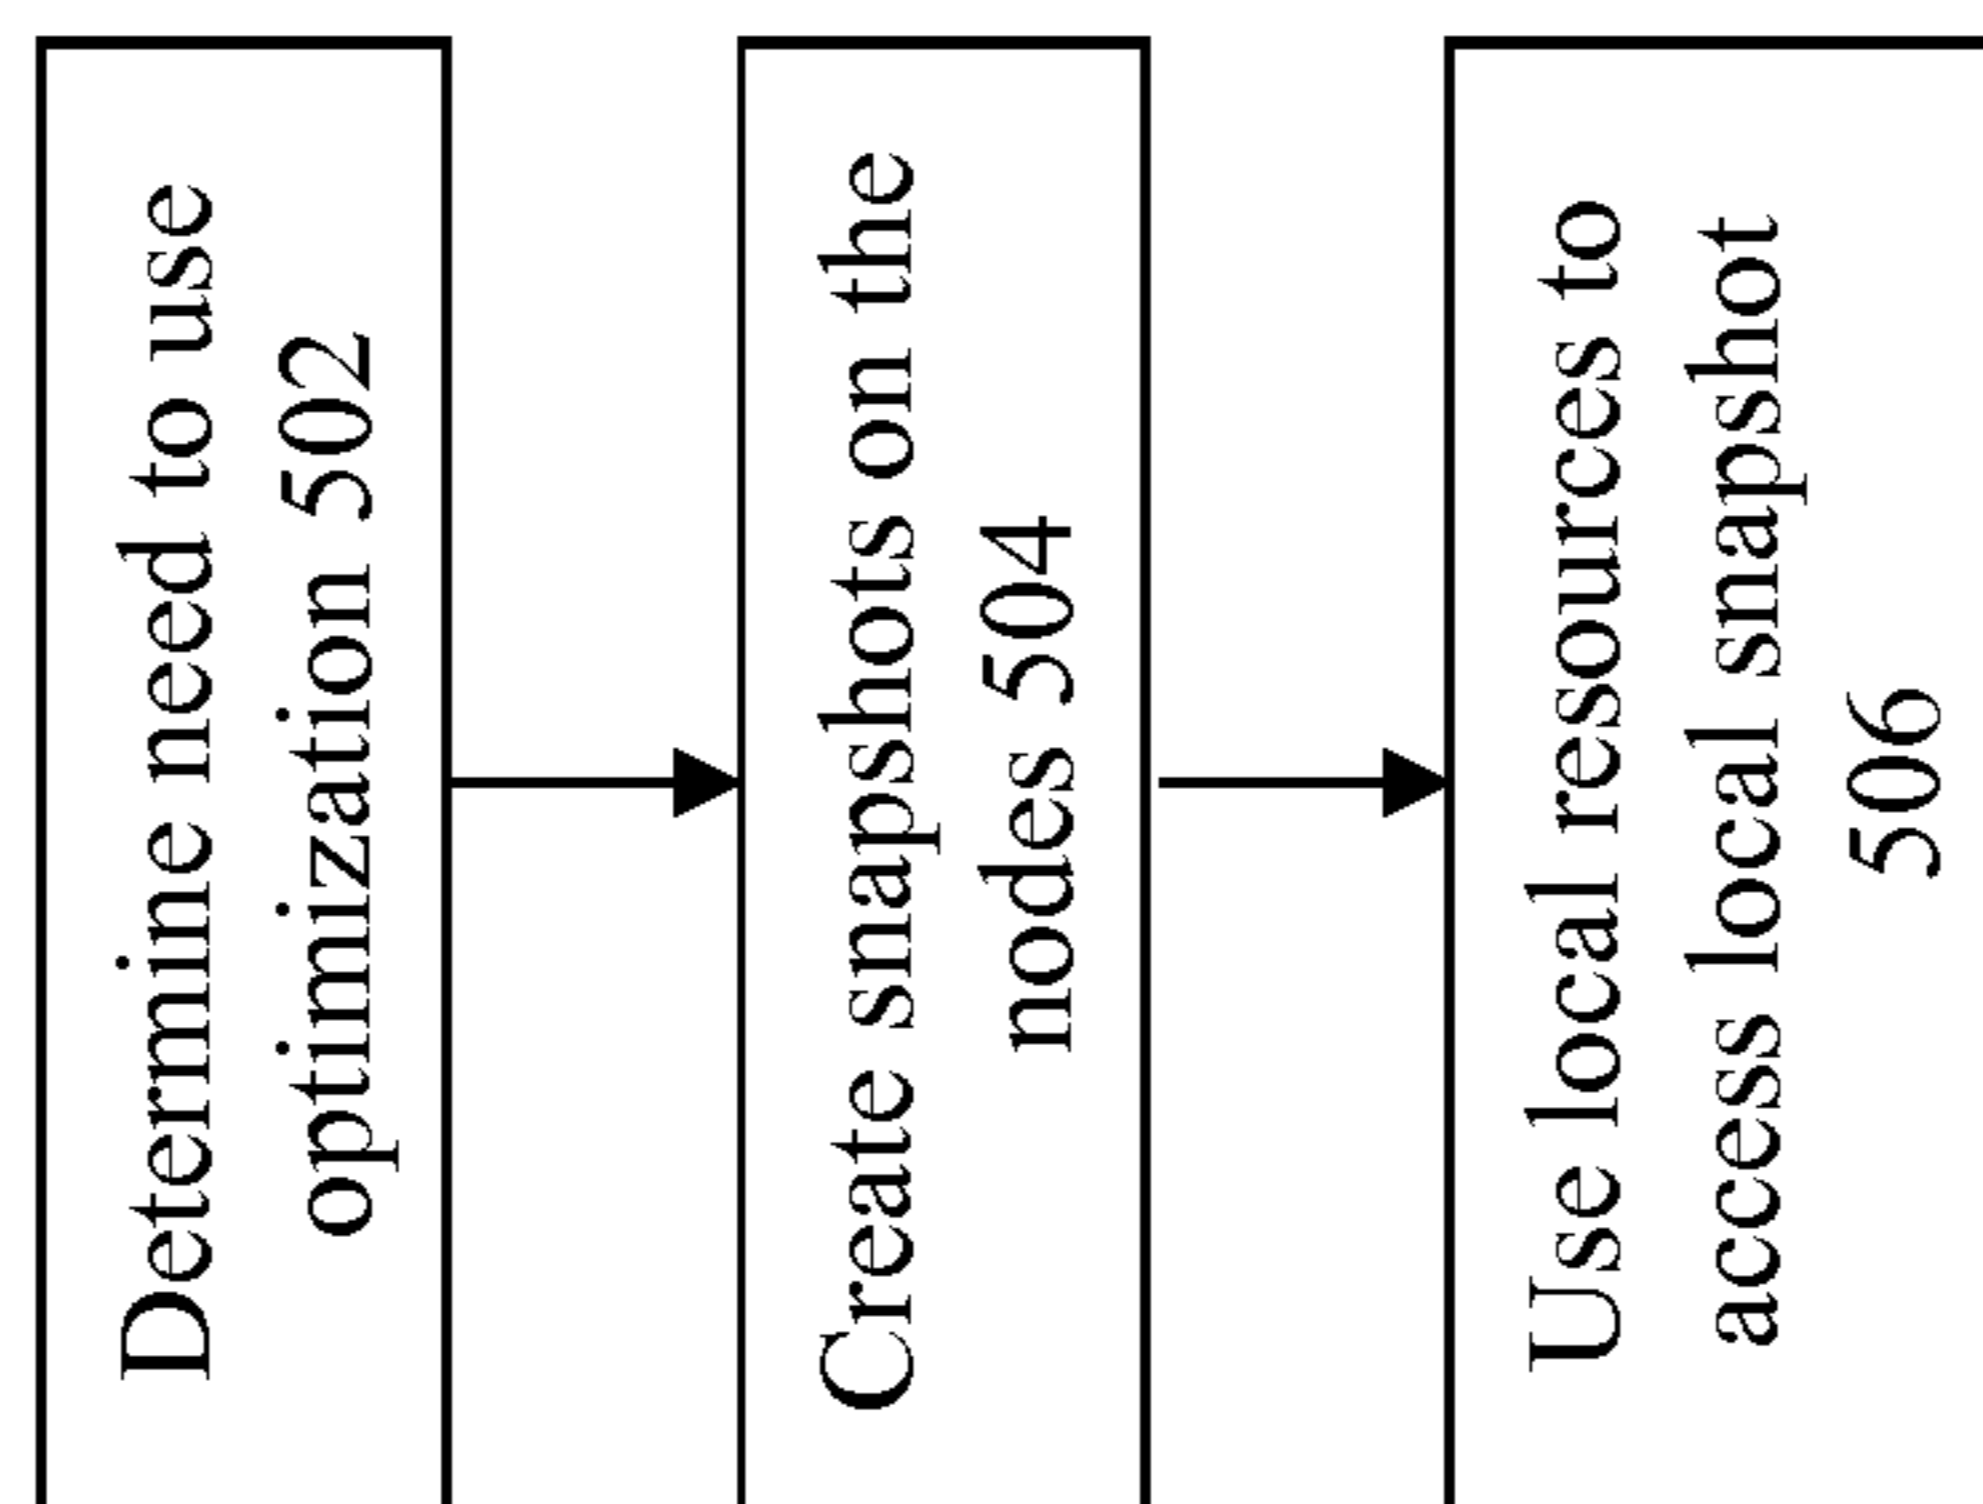 Determine need to use
optimization 502
Create snapshots on the
nodes 504
Use local resources to
access local snapshot
506